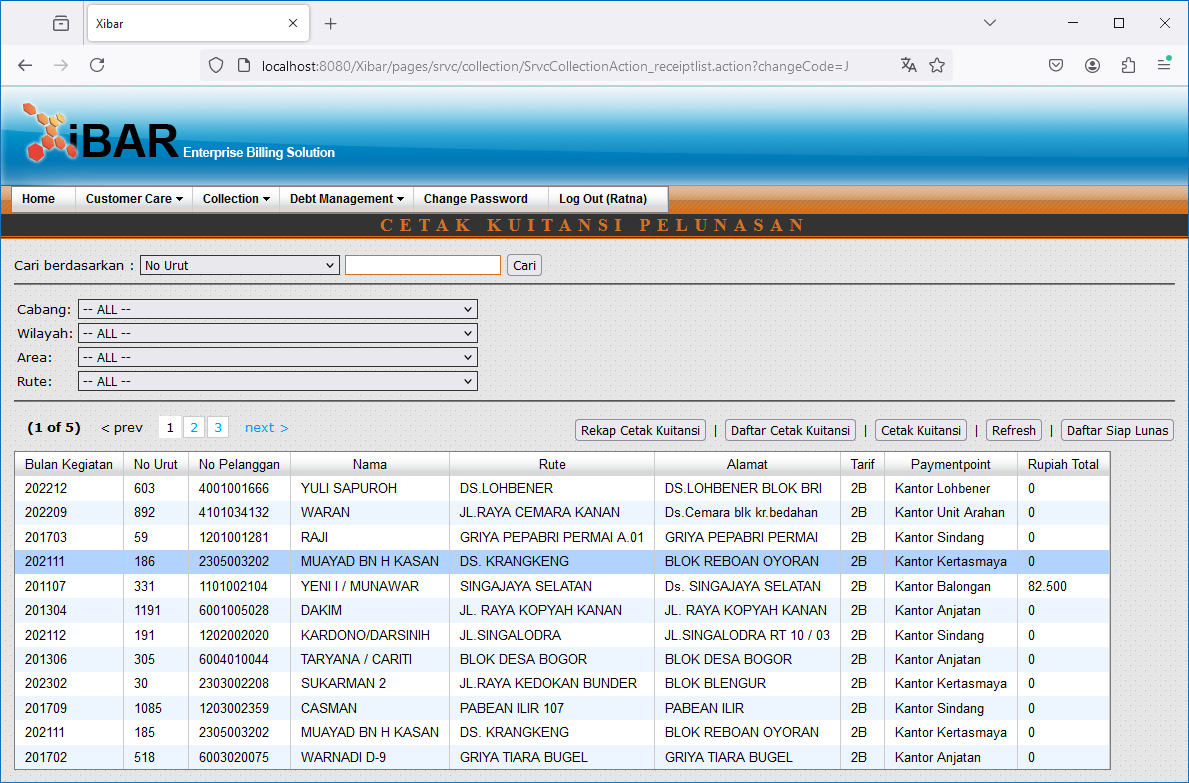 Xibar
localhost:8080/Xibar/pages/srvc/collection/SrvcCollectionAction_receiptlist.action?changeCode=J
iBAR Enterprise Billing Solution
Home Customer Care Collection Debt Management Change Password Log Out (Ratna)
CETAK KUITANSI PELUNASAN
Cari berdasarkan : No Urut Cari
Cabang: -- ALL --
Wilayah: -- ALL --
Area: -- ALL --
Rute: -- ALL --
(1 of 5) < prev 1 2 3 next > Rekap Cetak Kuitansi | Daftar Cetak Kuitansi | Cetak Kuitansi | Refresh | Daftar Siap Lunas
Bulan Kegiatan No Urut No Pelanggan Nama Rute Alamat Tarif Paymentpoint Rupiah Total
202212 603 4001001666 YULI SAPUROH DS.LOHBENER DS.LOHBENER BLOK BRI 2B Kantor Lohbener 0
202209 892 4101034132 WARAN JL.RAYA CEMARA KANAN Ds.Cemara blk kr.bedahan 2B Kantor Unit Arahan 0
201703 59 1201001281 RAJI GRIYA PEPABRI PERMAI A.01 GRIYA PEPABRI PERMAI 2B Kantor Sindang 0
202111 186 2305003202 MUAYAD BN H KASAN DS. KRANGKENG BLOK REBOAN OYORAN 2B Kantor Kertasmaya 0
201107 331 1101002104 YENI I / MUNAWAR SINGAJAYA SELATAN Ds. SINGAJAYA SELATAN 2B Kantor Balongan 82.500
201304 1191 6001005028 DAKIM JL. RAYA KOPYAH KANAN JL. RAYA KOPYAH KANAN 2B Kantor Anjatan 0
202112 191 1202002020 KARDONO/DARSINIH JL.SINGALODRA JL.SINGALODRA RT 10 / 03 2B Kantor Sindang 0
201306 305 6004010044 TARYANA / CARITI BLOK DESA BOGOR BLOK DESA BOGOR 2B Kantor Anjatan 0
202302 30 2303002208 SUKARMAN 2 JL.RAYA KEDOKAN BUNDER BLOK BLENGUR 2B Kantor Kertasmaya 0
201709 1085 1203002359 CASMAN PABEAN ILIR 107 PABEAN ILIR 2B Kantor Sindang 0
202111 185 2305003202 MUAYAD BN H KASAN DS. KRANGKENG BLOK REBOAN OYORAN 2B Kantor Kertasmaya 0
201702 518 6003020075 WARNADI D-9 GRIYA TIARA BUGEL GRIYA TIARA BUGEL 2B Kantor Anjatan 0